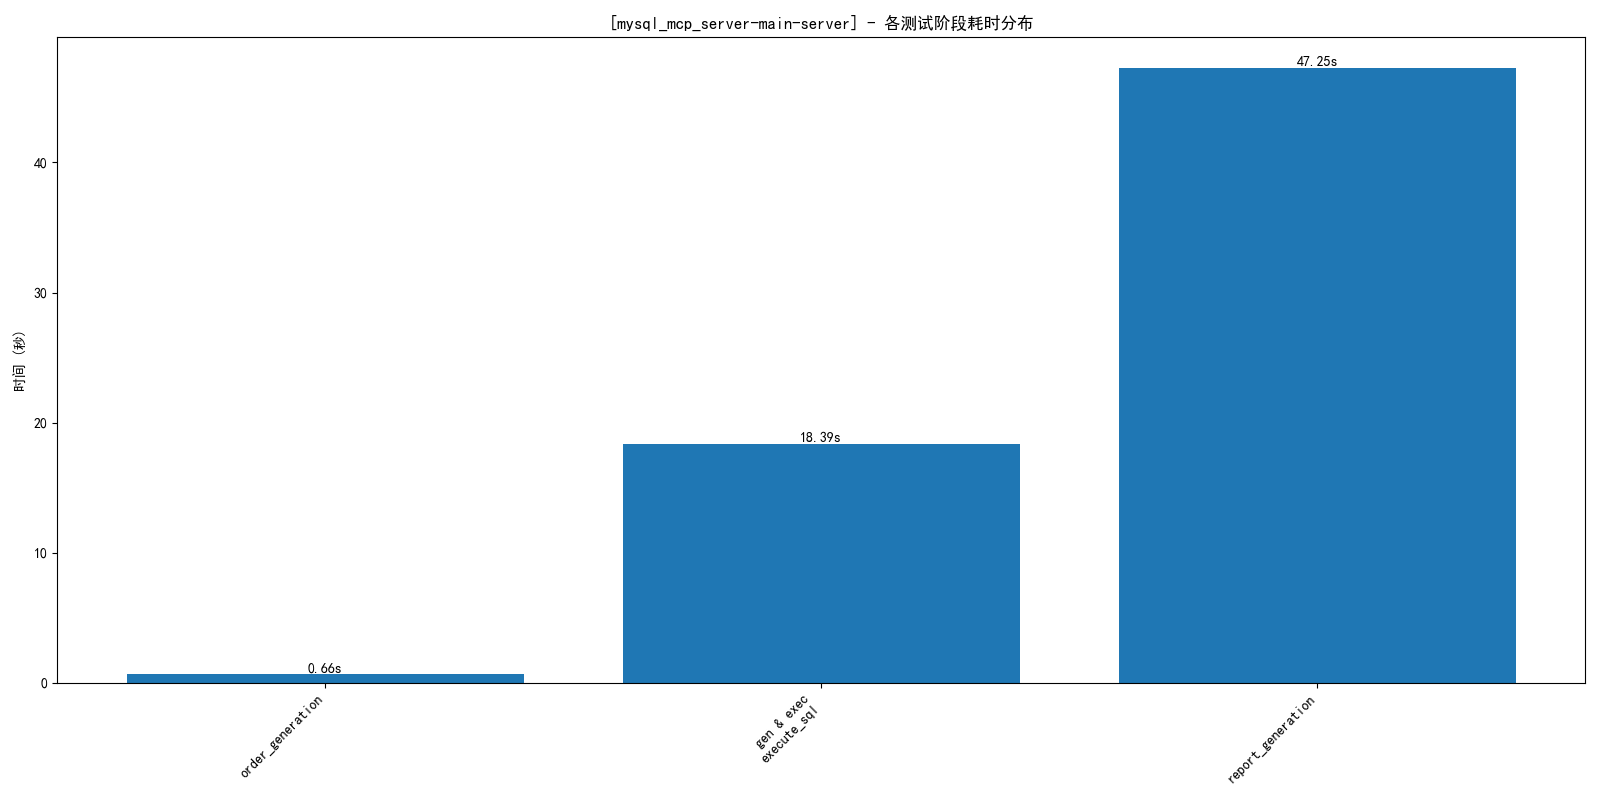 [mysql_mcp_server-main-server] - 各测试阶段耗时分布
47.25s
40
30
时间 (秒)
20
18.39s
10
0.66s
0
order_generation
gen & exec
execute_sql
report_generation